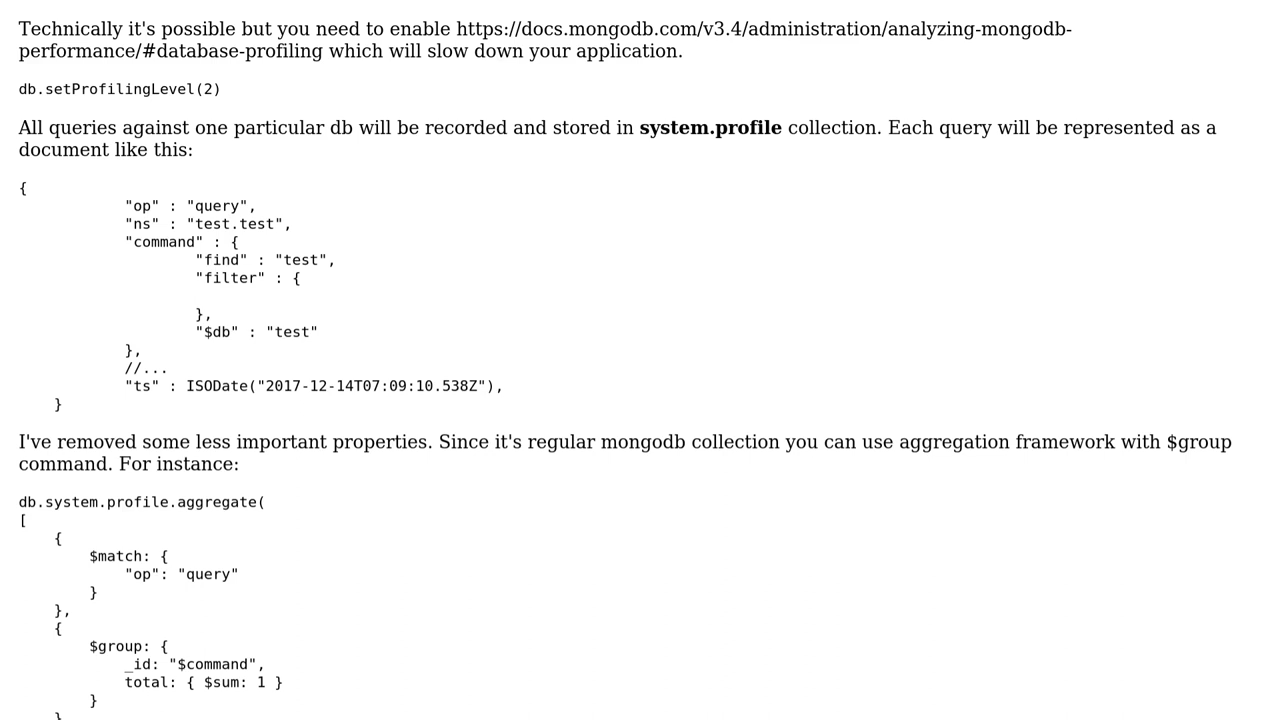 Technically it's possible but you need to enable https://docs.mongodb.com/v3.4/administration/analyzing-mongodb-
performance/#database-profiling which will slow down your application.
db.setProfilingLevel(2)
All queries against one particular db will be recorded and stored in system.profile collection. Each query will be represented as a
document like this:
{
            "op" : "query",
            "ns" : "test.test",
            "command" : {
                    "find" : "test",
                    "filter" : {

                    },
                    "$db" : "test"
            },
            //...
            "ts" : ISODate("2017-12-14T07:09:10.538Z"),
    }
I've removed some less important properties. Since it's regular mongodb collection you can use aggregation framework with $group
command. For instance:
db.system.profile.aggregate(
[
    {
        $match: {
            "op": "query"
        }
    },
    {
        $group: {
            _id: "$command",
            total: { $sum: 1 }
        }
    }